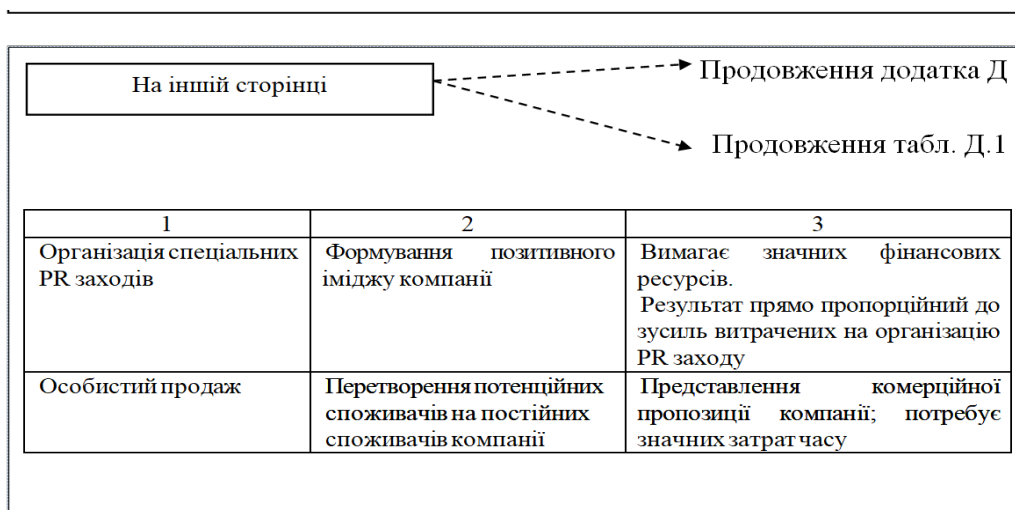 На іншій сторінці
Продовження додатка Д
Продовження табл. Д.1
1
2
3
Організація спеціальних
PR заходів
Формування позитивного
іміджу компанії
Вимагає значних фінансових
ресурсів.
Результат прямо пропорційний до
зусиль витрачених на організацію
PR заходу
Особистий продаж
Перетворення потенційних
споживачів на постійних
споживачів компанії
Представлення комерційної
пропозиції компанії; потребує
значних затрат часу